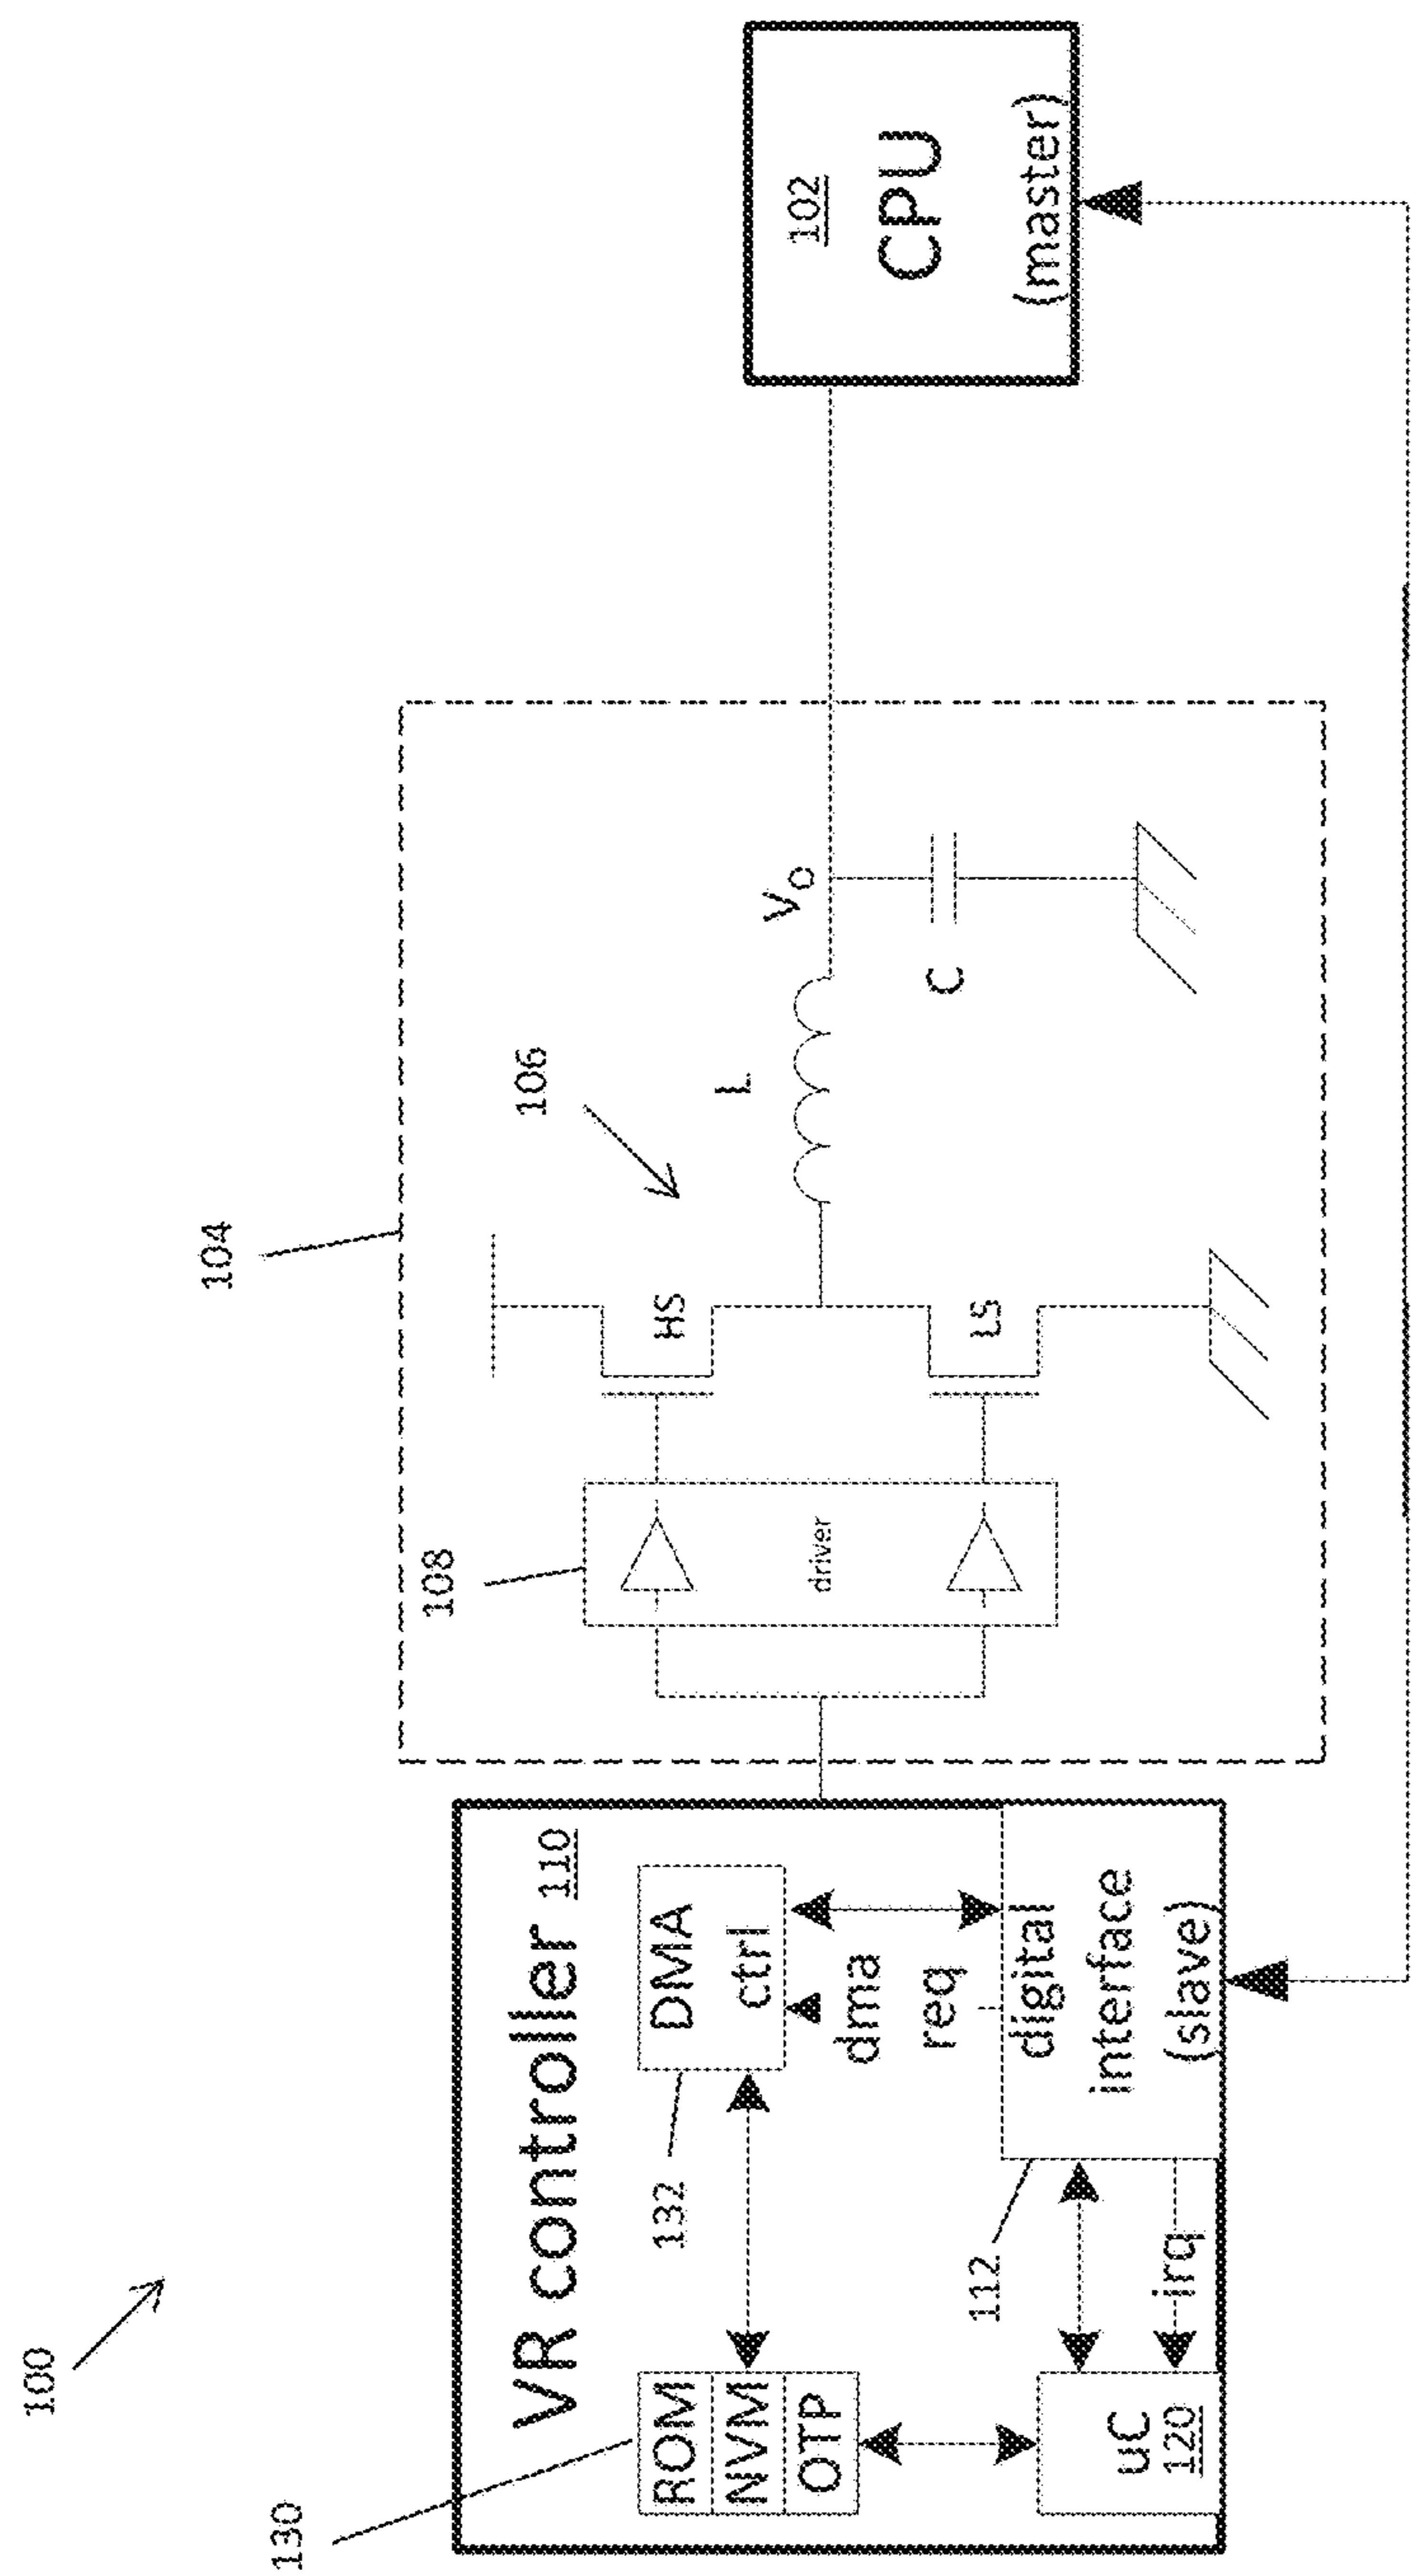 100
VR controller 110
130
ROM
NVM
OTP
132
DMA
ctrl
dma
req
112
digital
interface
(slave)
uC
120
irq
104
108
driver
HS
LS
106
L
Vo
C
102
CPU
(master)